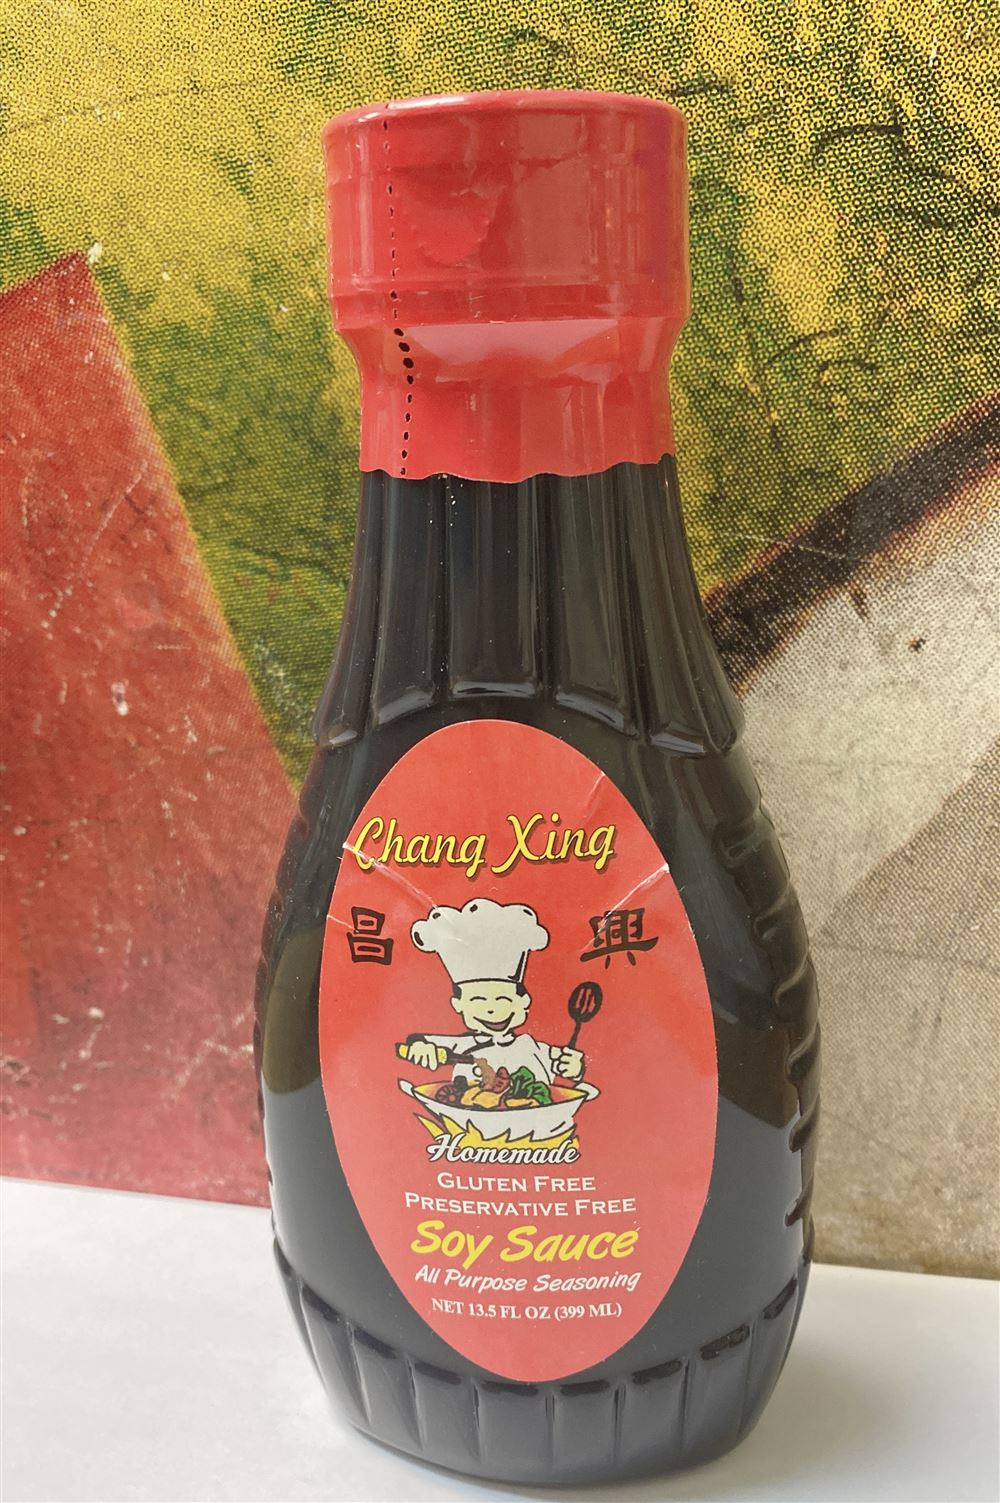 Chang Xing
昌 興
Homemade
GLUTEN FREE
PRESERVATIVE FREE
Soy Sauce
All Purpose Seasoning
NET 13.5 FL OZ (399 ML)